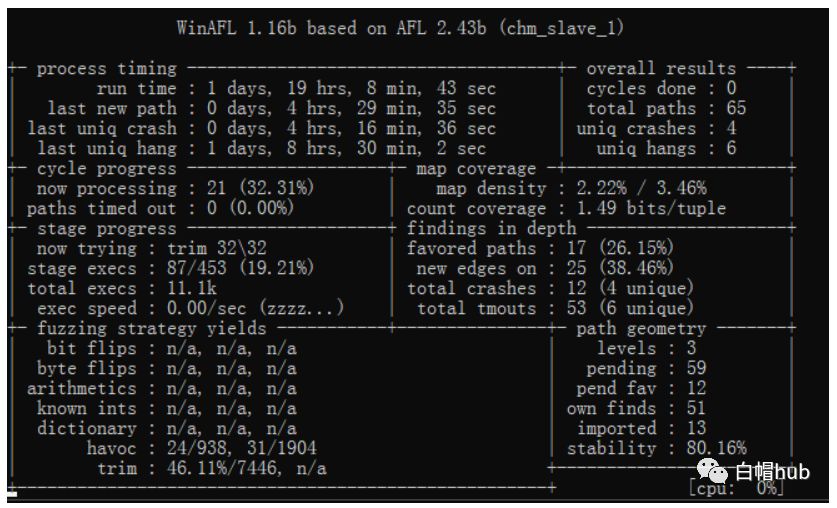 WinAFL 1.16b based on AFL 2.43b (chm_slave_1)
process timing overall results
run time : 1 days, 19 hrs, 8 min, 43 sec cycles done : 0
last new path : 0 days, 4 hrs, 29 min, 35 sec total paths : 65
last uniq crash : 0 days, 4 hrs, 16 min, 36 sec uniq crashes : 4
last uniq hang : 1 days, 8 hrs, 30 min, 2 sec uniq hangs : 6
cycle progress map coverage
now processing : 21 (32.31%) map density : 2.22% / 3.46%
paths timed out : 0 (0.00%) count coverage : 1.49 bits/tuple
stage progress findings in depth
now trying : trim 32\32 favored paths : 17 (26.15%)
stage execs : 87/453 (19.21%) new edges on : 25 (38.46%)
total execs : 11.1k total crashes : 12 (4 unique)
exec speed : 0.00/sec (zzzz...) total tmouts : 53 (6 unique)
fuzzing strategy yields path geometry
bit flips : n/a, n/a, n/a levels : 3
byte flips : n/a, n/a, n/a pending : 59
arithmetics : n/a, n/a, n/a pend fav : 12
known ints : n/a, n/a, n/a own finds : 51
dictionary : n/a, n/a, n/a imported : 13
havoc : 24/938, 31/1904 stability : 80.16%
trim : 46.11%/7446, n/a
白帽hub
[cpu: 0%]